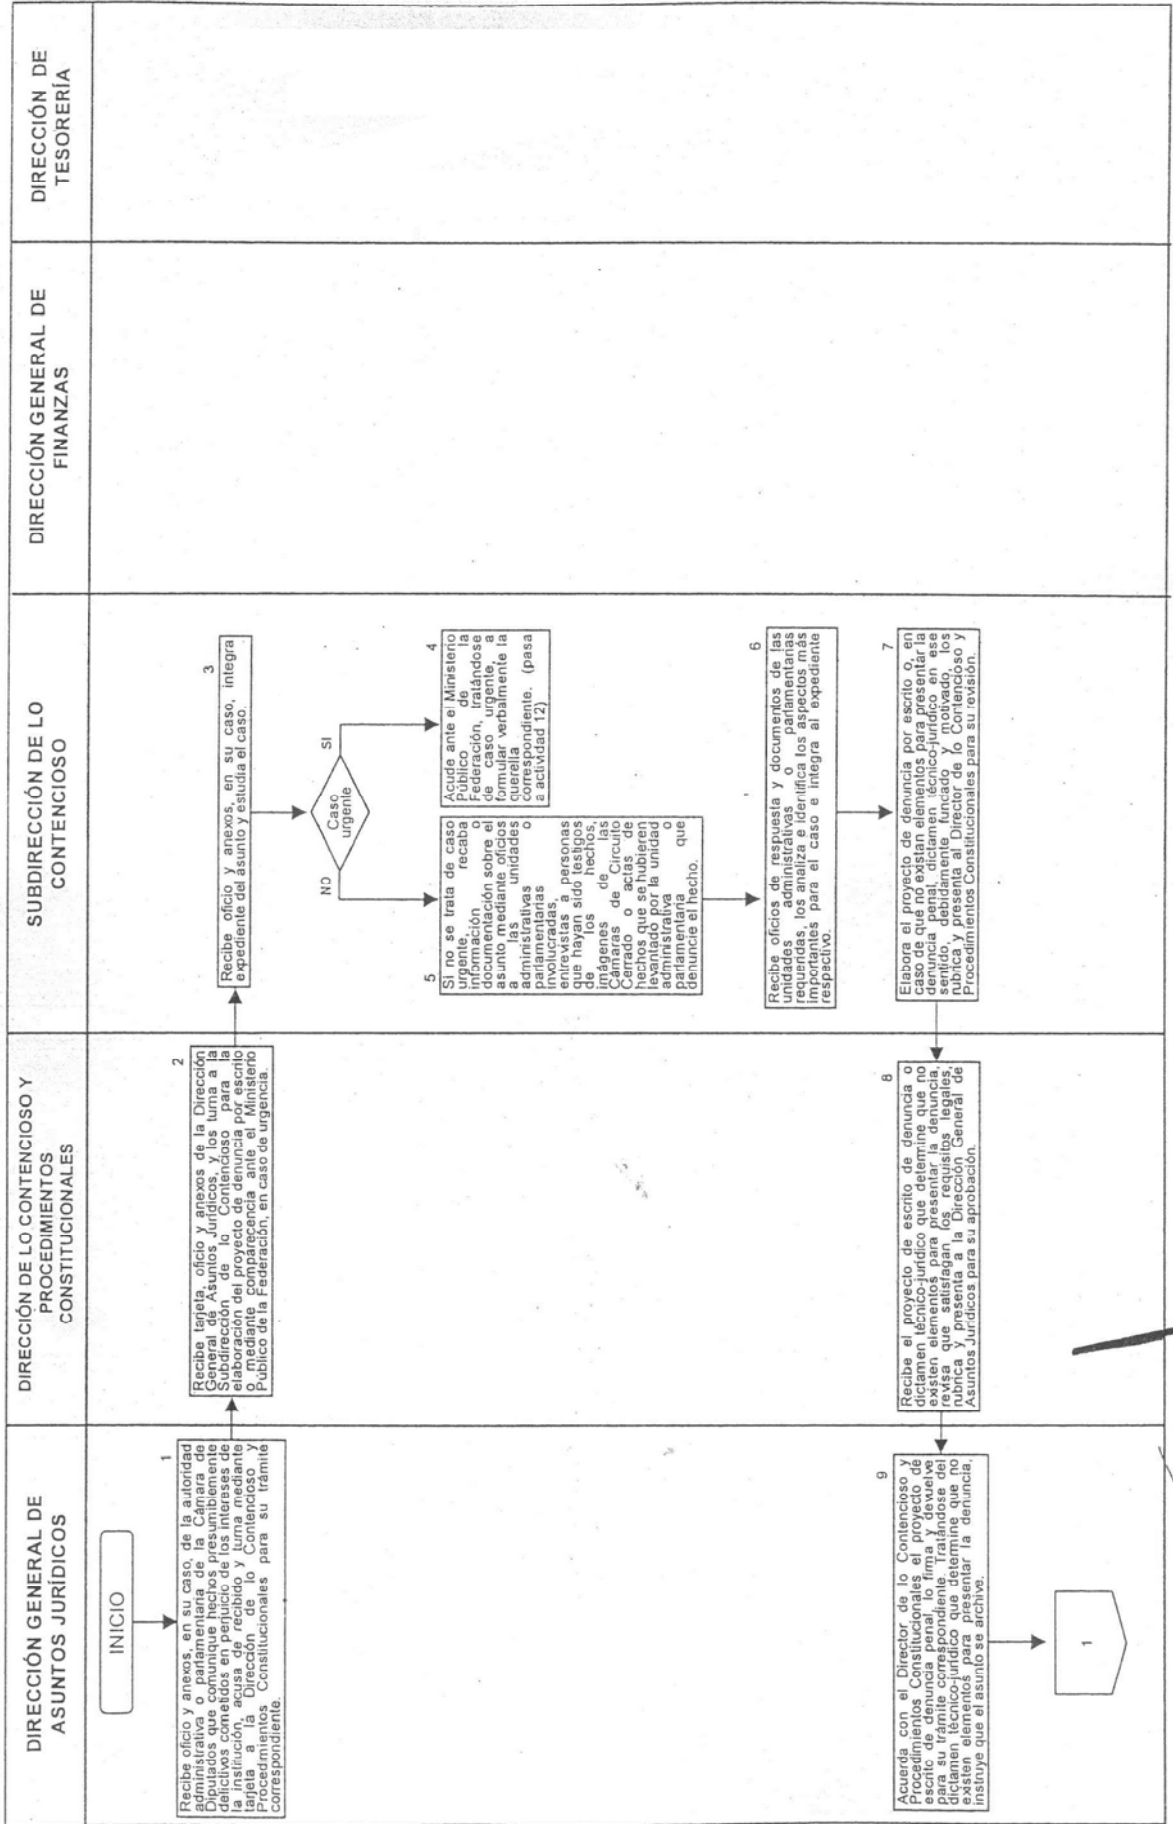 DIRECCIÓN GENERAL DE
ASUNTOS JURÍDICOS
DIRECCIÓN DE LO CONTENCIOSO Y
PROCEDIMIENTOS
CONSTITUCIONALES
SUBDIRECCIÓN DE LO
CONTENCIOSO
DIRECCIÓN GENERAL DE
FINANZAS
DIRECCIÓN DE
TESORERÍA
INICIO
1
Recibe oficio y anexos, en su caso, de la autoridad
administrativa o parlamentaria de la Cámara de
Diputados que comunique hechos presumiblemente
delictivos cometidos en perjuicio de los intereses de
la institución, acusa de recibido y turna mediante
tarjeta a la Dirección de lo Contencioso y
Procedimientos Constitucionales para su trámite
correspondiente.
2
Recibe tarjeta, oficio y anexos de la Dirección
General de Asuntos Jurídicos, y los turna a la
Subdirección de lo Contencioso para la
elaboración del proyecto de denuncia por escrito
o mediante comparecencia ante el Ministerio
Público de la Federación, en caso de urgencia.
3
Recibe oficio y anexos, en su caso, integra
expediente del asunto y estudia el caso.
Caso
urgente
NO
SI
4
Acude ante el Ministerio
Público de la
Federación, tratándose
de caso urgente, a
formular verbalmente la
querella
correspondiente. (pasa
a actividad 12)
5
Si no se trata de caso
urgente, recaba
información o
documentación sobre el
asunto mediante oficios
a las unidades
administrativas o
parlamentarias
involucradas,
entrevistas a personas
que hayan sido testigos
de los hechos,
imágenes de las
Cámaras de Circuito
Cerrado o actas de
hechos que se hubieren
levantado por la unidad
administrativa o
parlamentaria que
denuncie el hecho.
6
Recibe oficios de respuesta y documentos de las
unidades administrativas o parlamentarias
requeridas, los analiza e identifica los aspectos más
importantes para el caso e integra al expediente
respectivo.
7
Elabora el proyecto de denuncia por escrito o, en
caso de que no existan elementos para presentar la
denuncia penal, dictamen técnico-jurídico en ese
sentido, debidamente fundado y motivado, los
rubrica y presenta al Director de lo Contencioso y
Procedimientos Constitucionales para su revisión.
8
Recibe el proyecto de escrito de denuncia o
dictamen técnico-jurídico que determine que no
existen elementos para presentar la denuncia,
revisa que satisfagan los requisitos legales,
rubrica y presenta a la Dirección General de
Asuntos Jurídicos para su aprobación.
9
Acuerda con el Director de lo Contencioso y
Procedimientos Constitucionales el proyecto de
escrito de denuncia penal, lo firma y devuelve
para su trámite correspondiente. Tratándose del
dictamen técnico-jurídico que determine que no
existen elementos para presentar la denuncia,
instruye que el asunto se archive.
1